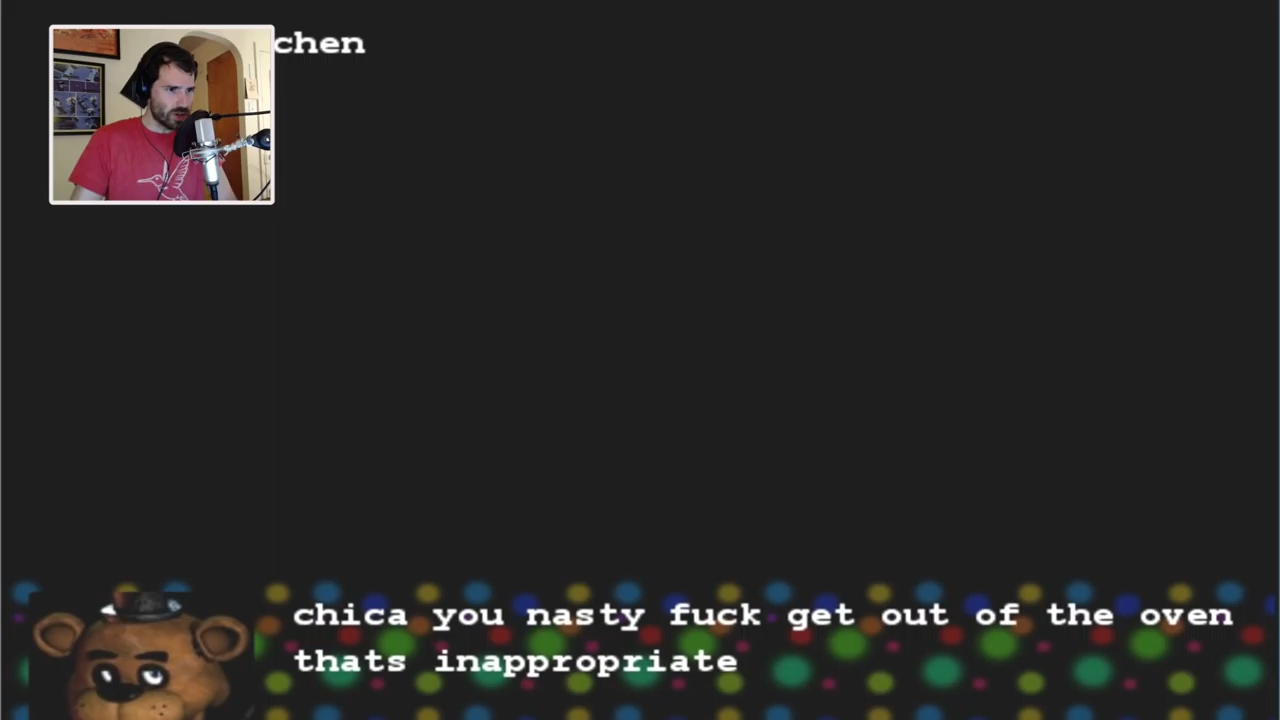 chen
chica you nasty fuck get out of the oven
thats inappropriate